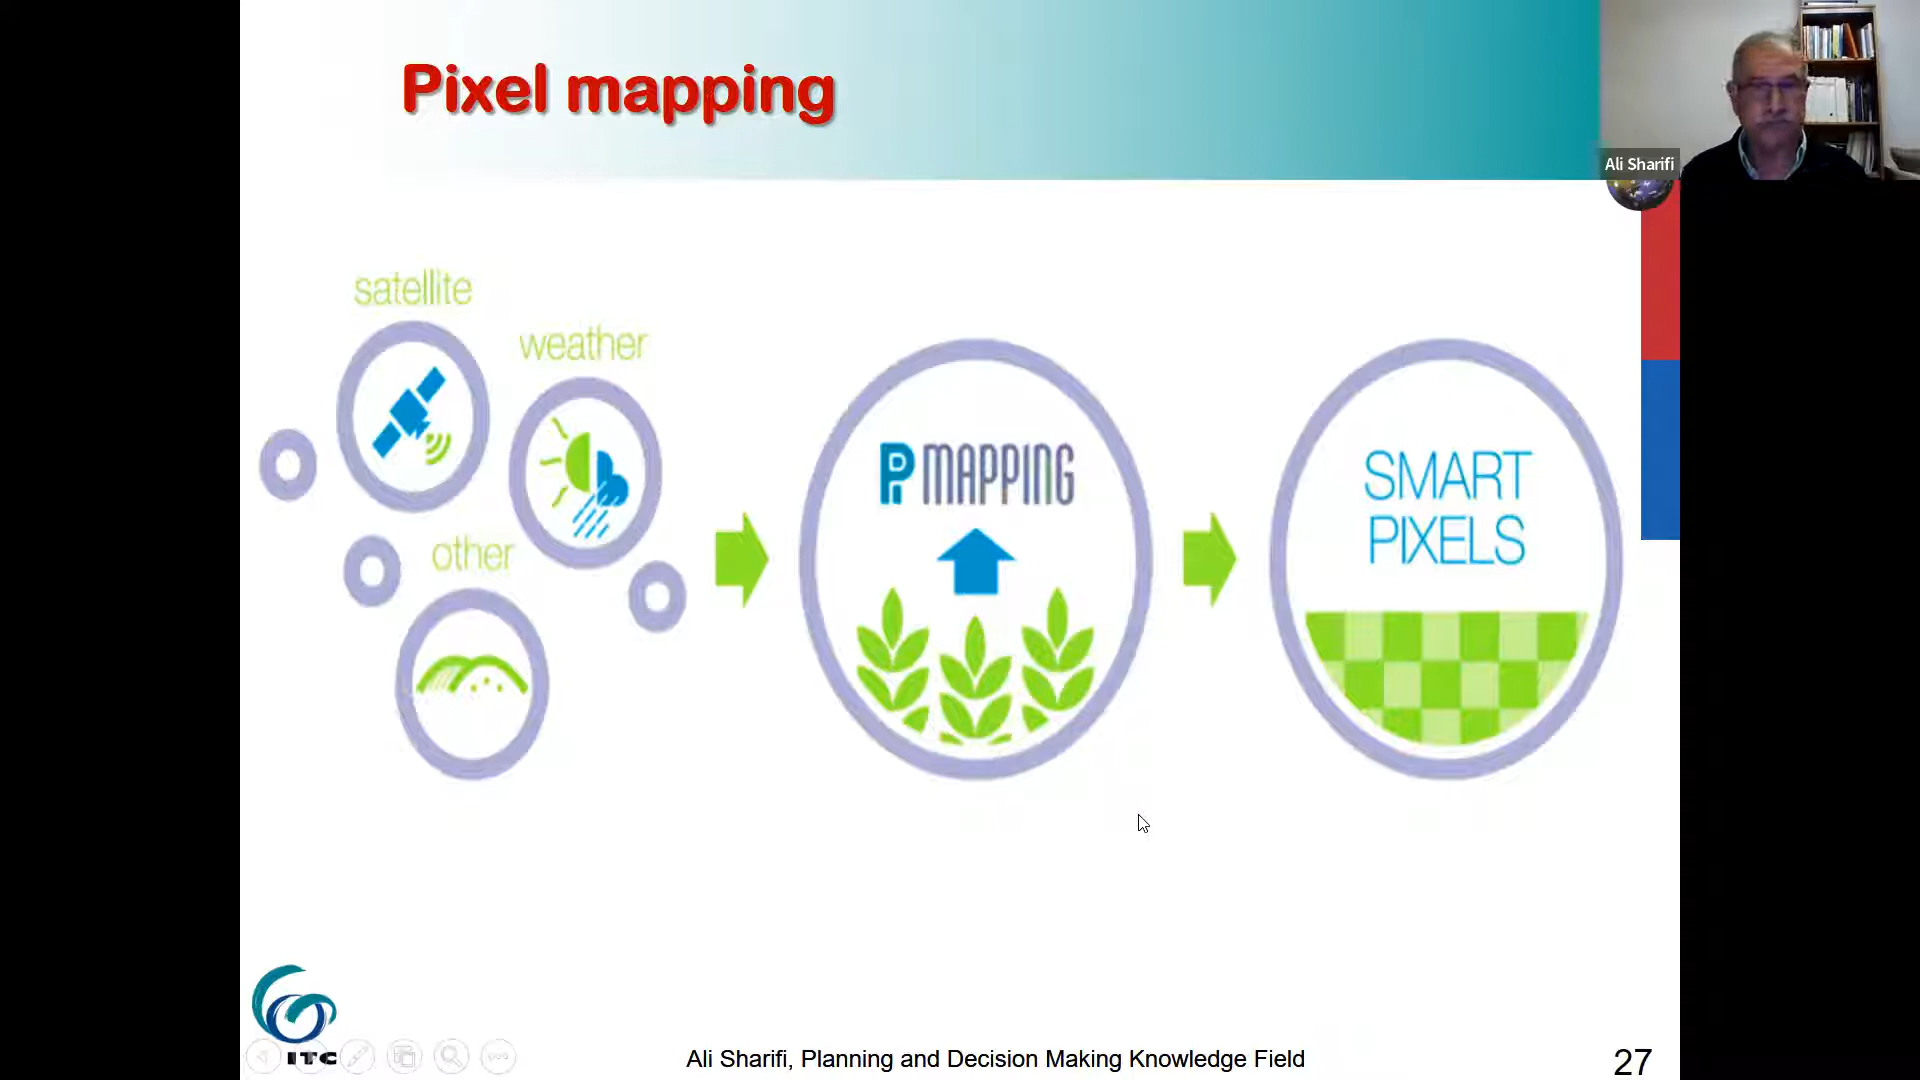 Pixel mapping
Ali Sharifi
satellite
weather
other
MAPPING
SMART
PIXELS
ITC
Ali Sharifi, Planning and Decision Making Knowledge Field
27